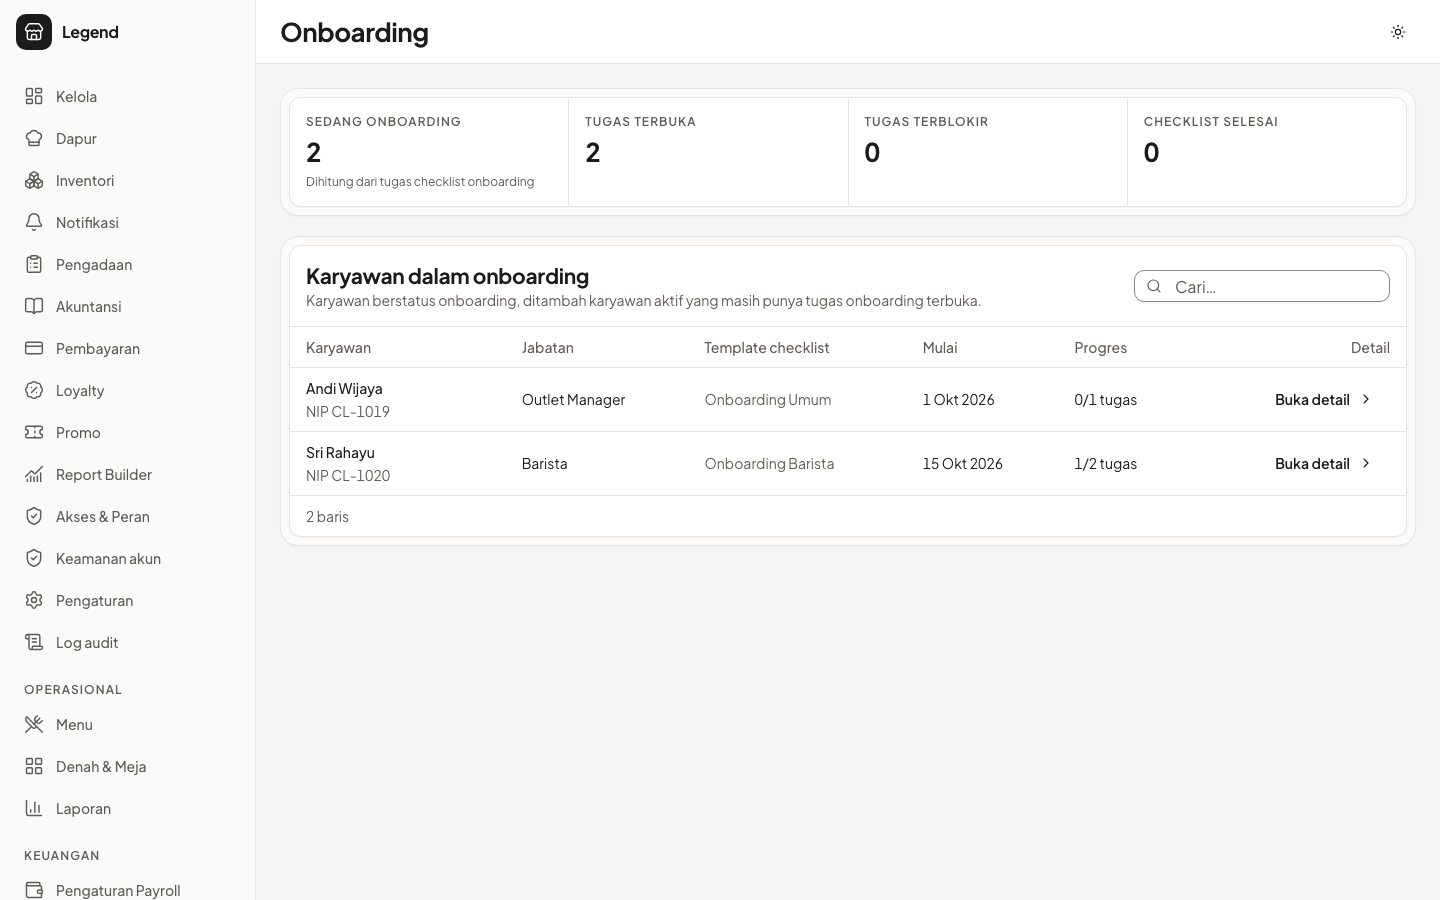 Legend
Onboarding
Kelola
Dapur
Inventori
Notifikasi
Pengadaan
Akuntansi
Pembayaran
Loyalty
Promo
Report Builder
Akses & Peran
Keamanan akun
Pengaturan
Log audit
OPERASIONAL
Menu
Denah & Meja
Laporan
KEUANGAN
Pengaturan Payroll
SEDANG ONBOARDING
2
Dihitung dari tugas checklist onboarding
TUGAS TERBUKA
2
TUGAS TERBLOKIR
0
CHECKLIST SELESAI
0
Karyawan dalam onboarding
Karyawan berstatus onboarding, ditambah karyawan aktif yang masih punya tugas onboarding terbuka.
Cari...
Karyawan Jabatan Template checklist Mulai Progres Detail
Andi Wijaya
NIP CL-1019
Outlet Manager Onboarding Umum 1 Okt 2026 0/1 tugas Buka detail
Sri Rahayu
NIP CL-1020
Barista Onboarding Barista 15 Okt 2026 1/2 tugas Buka detail
2 baris